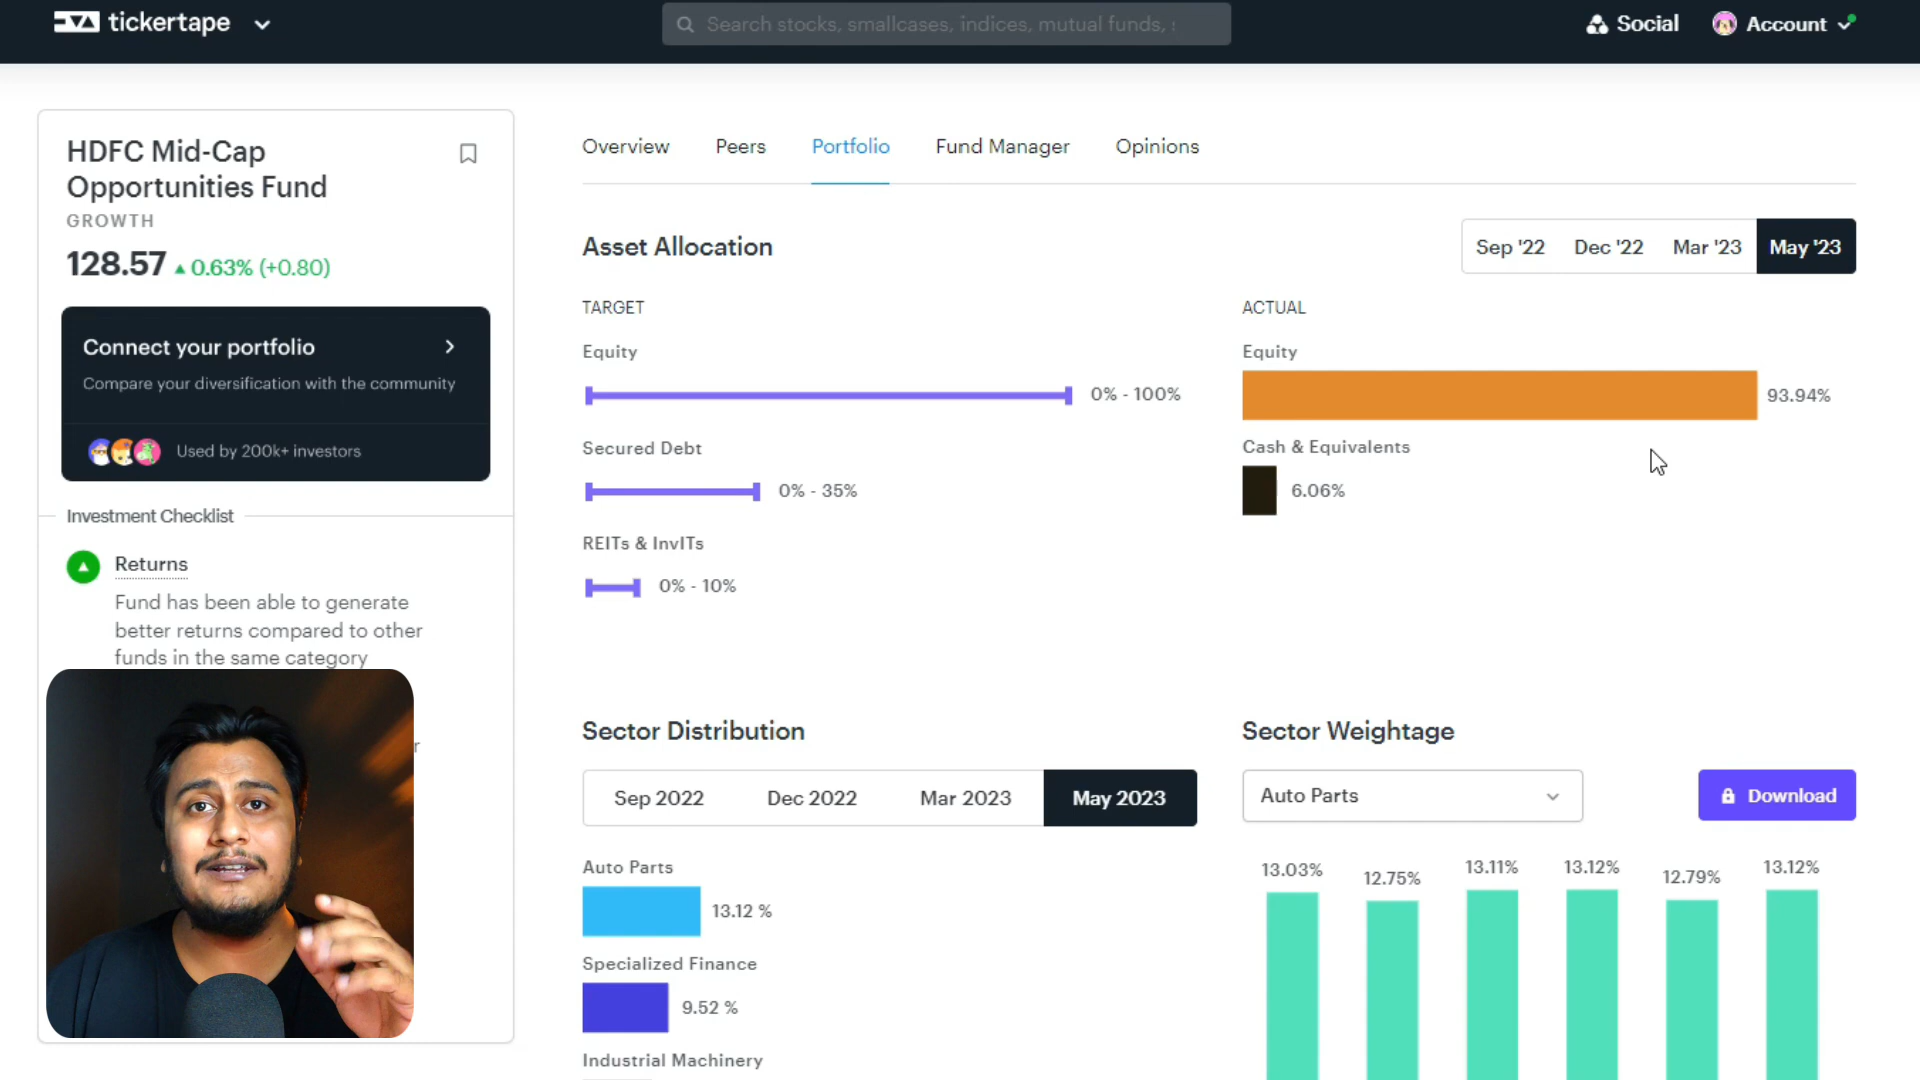 tickertape
Search stocks, smallcases, indices, mutual funds, s
Social
Account
HDFC Mid-Cap
Opportunities Fund
GROWTH
128.57 ▲ 0.63% (+0.80)
Connect your portfolio
Compare your diversification with the community
Used by 200k+ investors
Investment Checklist
Returns
Fund has been able to generate
better returns compared to other
funds in the same category
r
Overview Peers Portfolio Fund Manager Opinions
Asset Allocation
Sep '22 Dec '22 Mar '23 May '23
TARGET
Equity
0% - 100%
Secured Debt
0% - 35%
REITs & InvITs
0% - 10%
ACTUAL
Equity
93.94%
Cash & Equivalents
6.06%
Sector Distribution
Sep 2022 Dec 2022 Mar 2023 May 2023
Auto Parts
13.12 %
Specialized Finance
9.52 %
Industrial Machinery
Sector Weightage
Auto Parts
Download
13.03% 12.75% 13.11% 13.12% 12.79% 13.12%